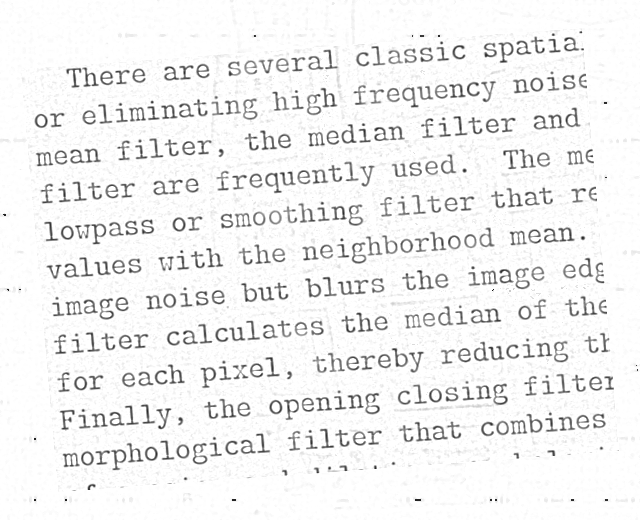 There are several classic spatia
or eliminating high frequency noise
mean filter, the median filter and
filter are frequently used. The me
lowpass or smoothing filter that re
values with the neighborhood mean.
image noise but blurs the image edg
filter calculates the median of the
for each pixel, thereby reducing th
Finally, the opening closing filter
morphological filter that combines